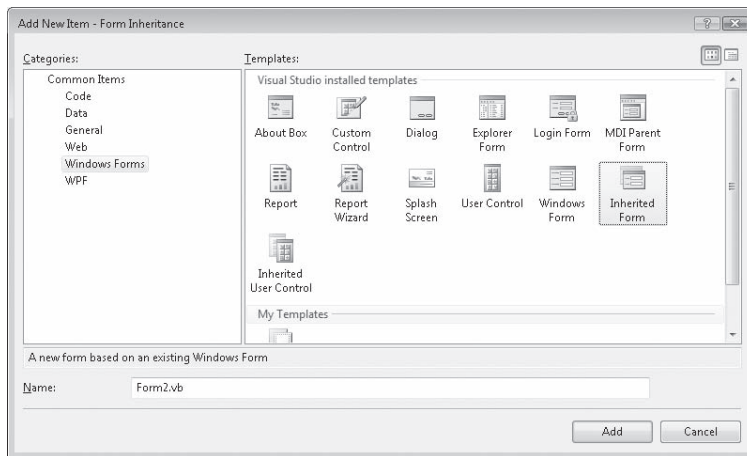 Add New Item - Form Inheritance
Categories:
Templates:
Common Items
Code
Data
General
Web
Windows Forms
WPF
Visual Studio installed templates
About Box
Custom Control
Dialog
Explorer Form
Login Form
MDI Parent Form
Report
Report Wizard
Splash Screen
User Control
Windows Form
Inherited Form
Inherited User Control
My Templates
A new form based on an existing Windows Form
Name:
Form2.vb
Add
Cancel